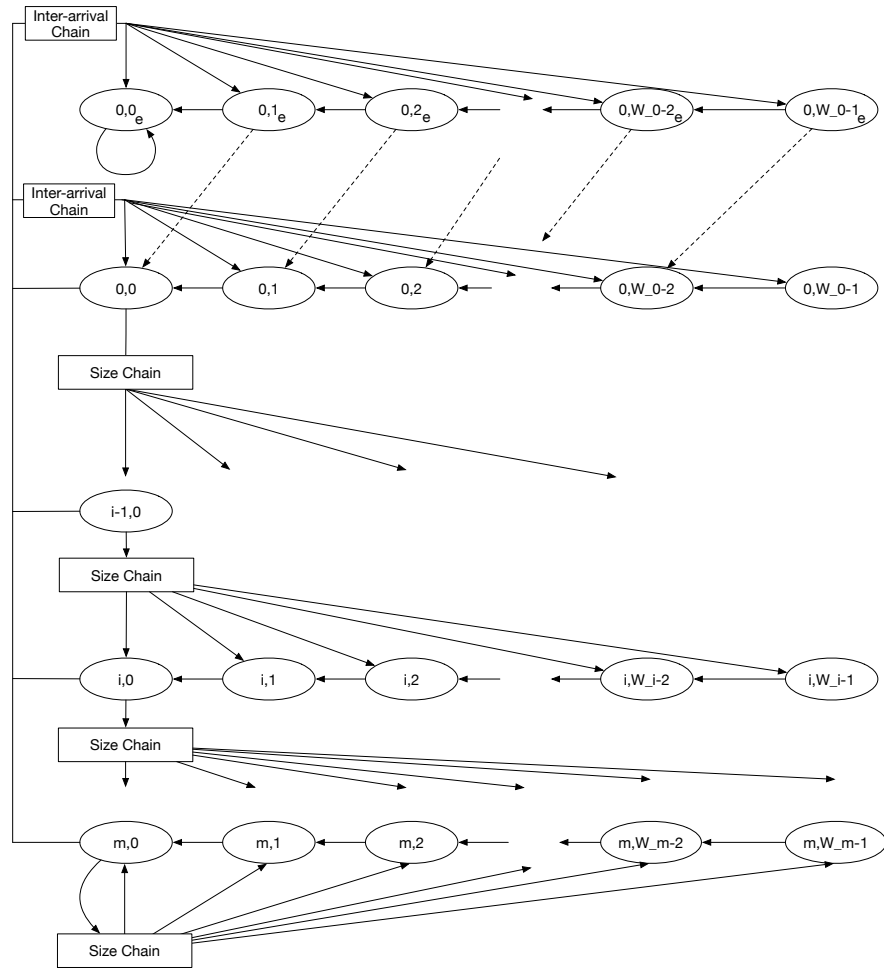 Inter-arrival
Chain
0,0e 0,1e 0,2e 0,W_0-2e 0,W_0-1e
Inter-arrival
Chain
0,0 0,1 0,2 0,W_0-2 0,W_0-1
Size Chain
i-1,0
Size Chain
i,0 i,1 i,2 i,W_i-2 i,W_i-1
Size Chain
m,0 m,1 m,2 m,W_m-2 m,W_m-1
Size Chain